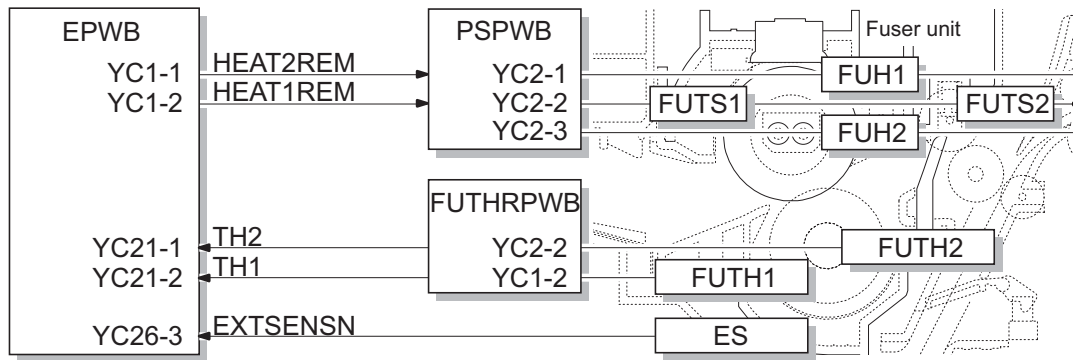 EPWB
PSPWB
Fuser unit
YC1-1
HEAT2REM
YC2-1
FUH1
YC1-2
HEAT1REM
YC2-2
FUTS1
FUTS2
YC2-3
FUH2
FUTHRPWB
YC21-1
TH2
YC2-2
FUTH2
YC21-2
TH1
YC1-2
FUTH1
YC26-3
EXTSENSN
ES